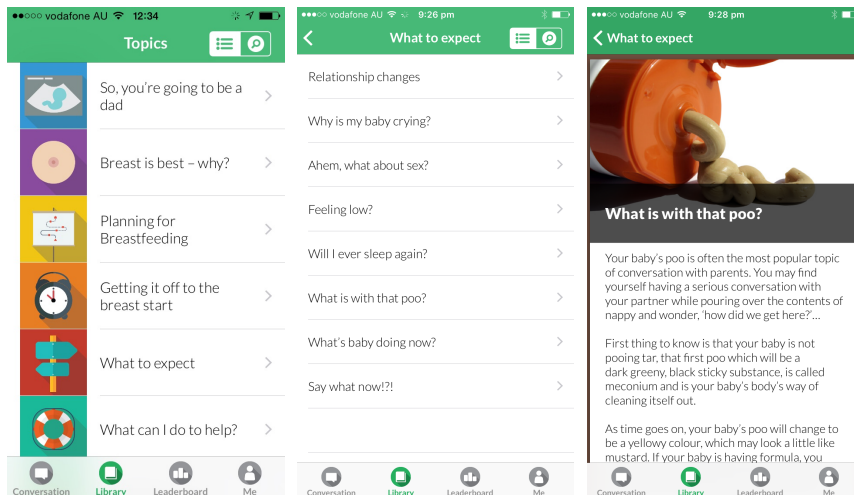 vodafone AU 12:34
Topics
So, you're going to be a
dad
Breast is best – why?
Planning for
Breastfeeding
Getting it off to the
breast start
What to expect
What can I do to help?
Conversation Library Leaderboard Me
vodafone AU 9:26 pm
What to expect
Relationship changes
Why is my baby crying?
Ahem, what about sex?
Feeling low?
Will I ever sleep again?
What is with that poo?
What's baby doing now?
Say what now!?!
Conversation Library Leaderboard Me
vodafone AU 9:28 pm
What to expect
What is with that poo?
Your baby's poo is often the most popular topic
of conversation with parents. You may find
yourself having a serious conversation with
your partner while pouring over the contents of
nappy and wonder, 'how did we get here?'...
First thing to know is that your baby is not
pooing tar, that first poo which will be a
dark greeny, black sticky substance, is called
meconium and is your baby's body's way of
cleaning itself out.
As time goes on, your baby's poo will change to
be a yellowy colour, which may look a little like
mustard. If your baby is having formula, you
Conversation Library Leaderboard Me